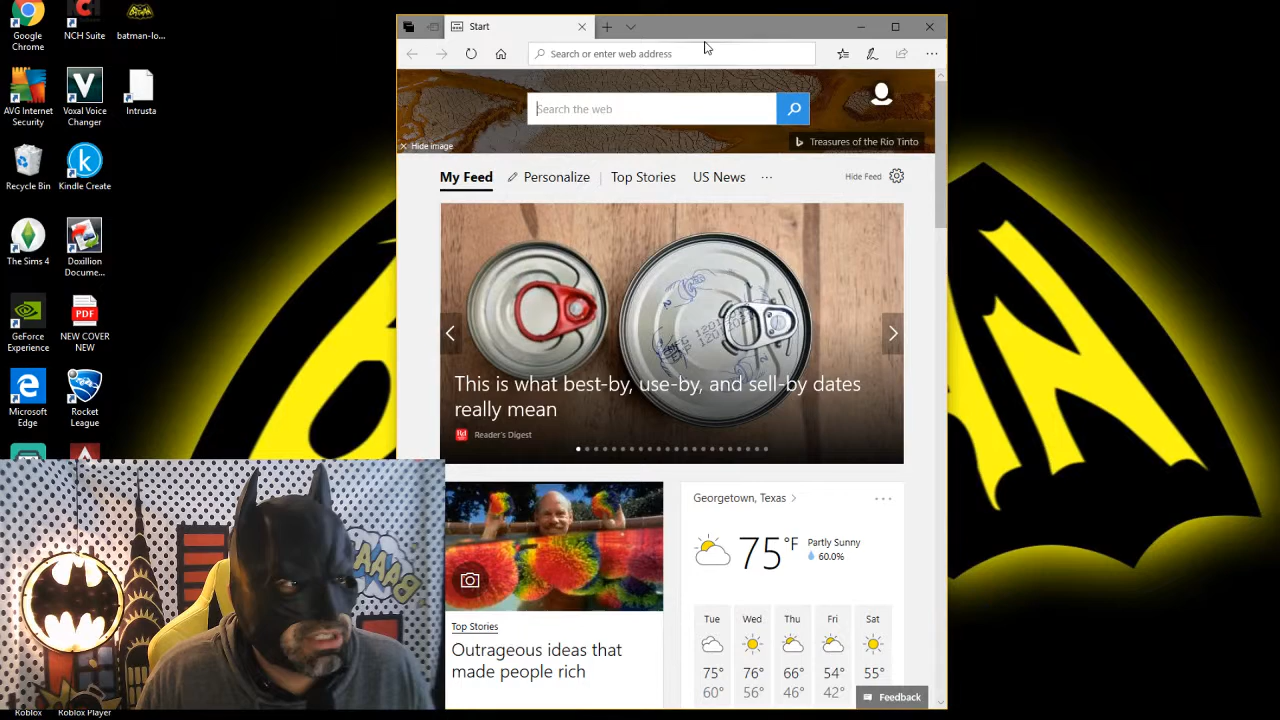 Google
Chrome
NCH Suite
batman-lo...
AVG Internet
Security
Voxal Voice
Changer
Intrusta
Recycle Bin
Kindle Create
The Sims 4
Doxillion
Docume...
GeForce
Experience
NEW COVER
NEW
Microsoft
Edge
Rocket
League
Roblox
Roblox Player
Start
Search or enter web address
Search the web
Hide image
Treasures of the Rio Tinto
My Feed
Personalize
Top Stories
US News
...
Hide Feed
This is what best-by, use-by, and sell-by dates
really mean
Reader's Digest
Top Stories
Outrageous ideas that
made people rich
Georgetown, Texas
75°F
Partly Sunny
60.0%
Tue Wed Thu Fri Sat
75° 76° 66° 54° 55°
60° 56° 46° 42°
Feedback